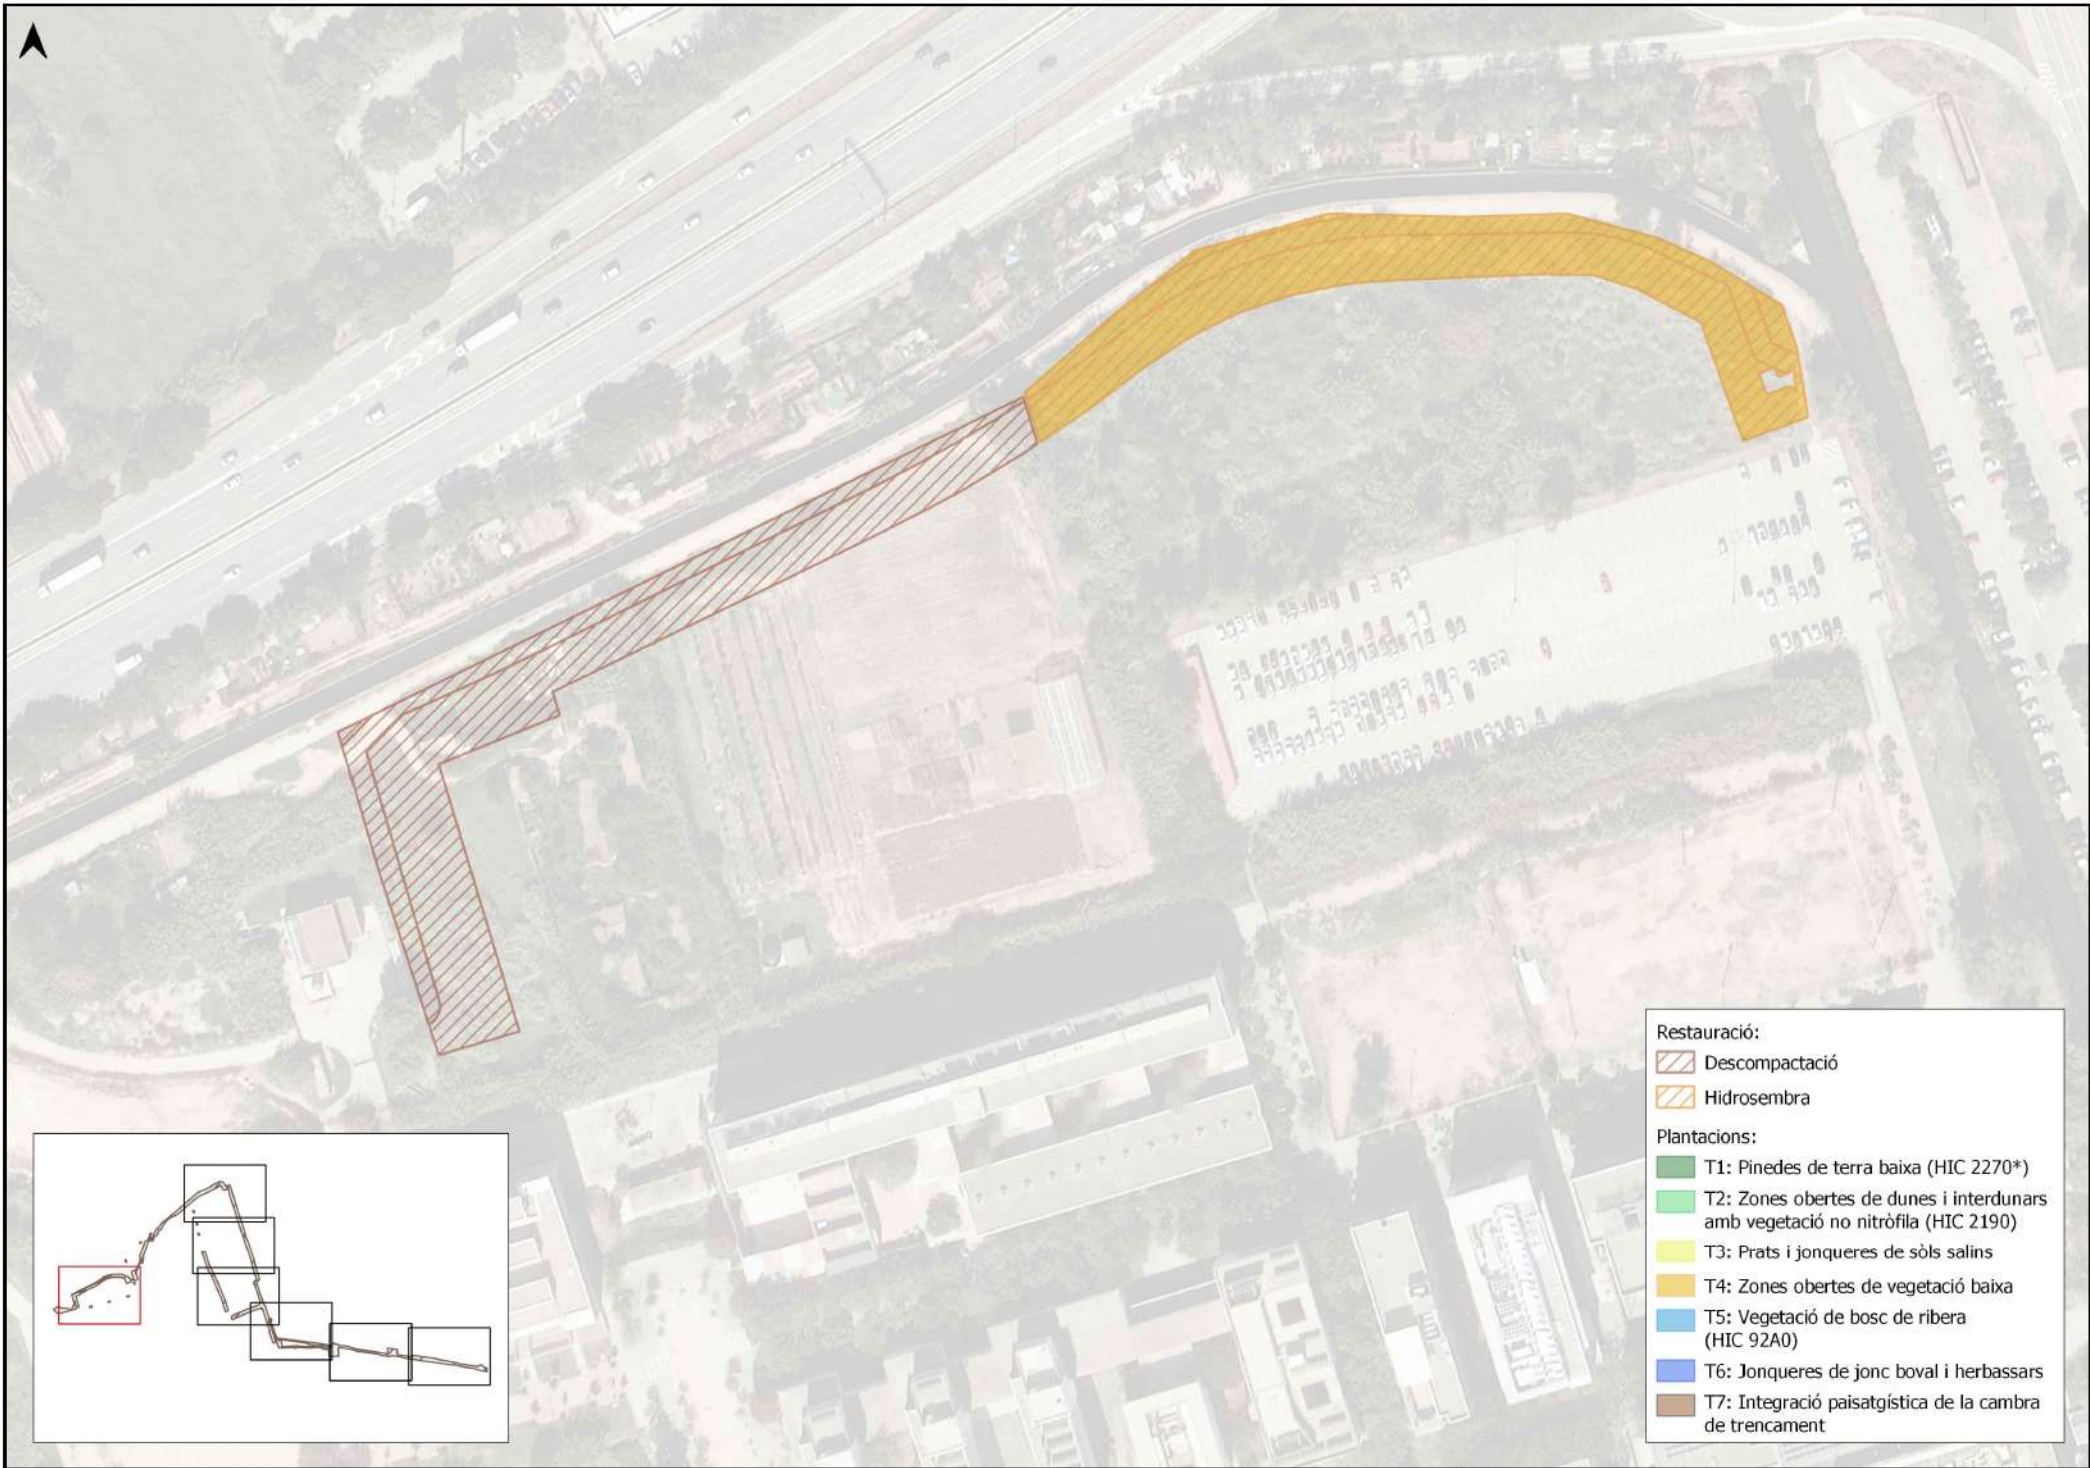 Restauració:
Descompactació
Hidrosembra
Plantacions:
T1: Pinedes de terra baixa (HIC 2270*)
T2: Zones obertes de dunes i interdunars
amb vegetació no nitròfila (HIC 2190)
T3: Prats i jonqueres de sòls salins
T4: Zones obertes de vegetació baixa
T5: Vegetació de bosc de ribera
(HIC 92A0)
T6: Jonqueres de jonc boval i herbassars
T7: Integració paisatgística de la cambra
de trencament